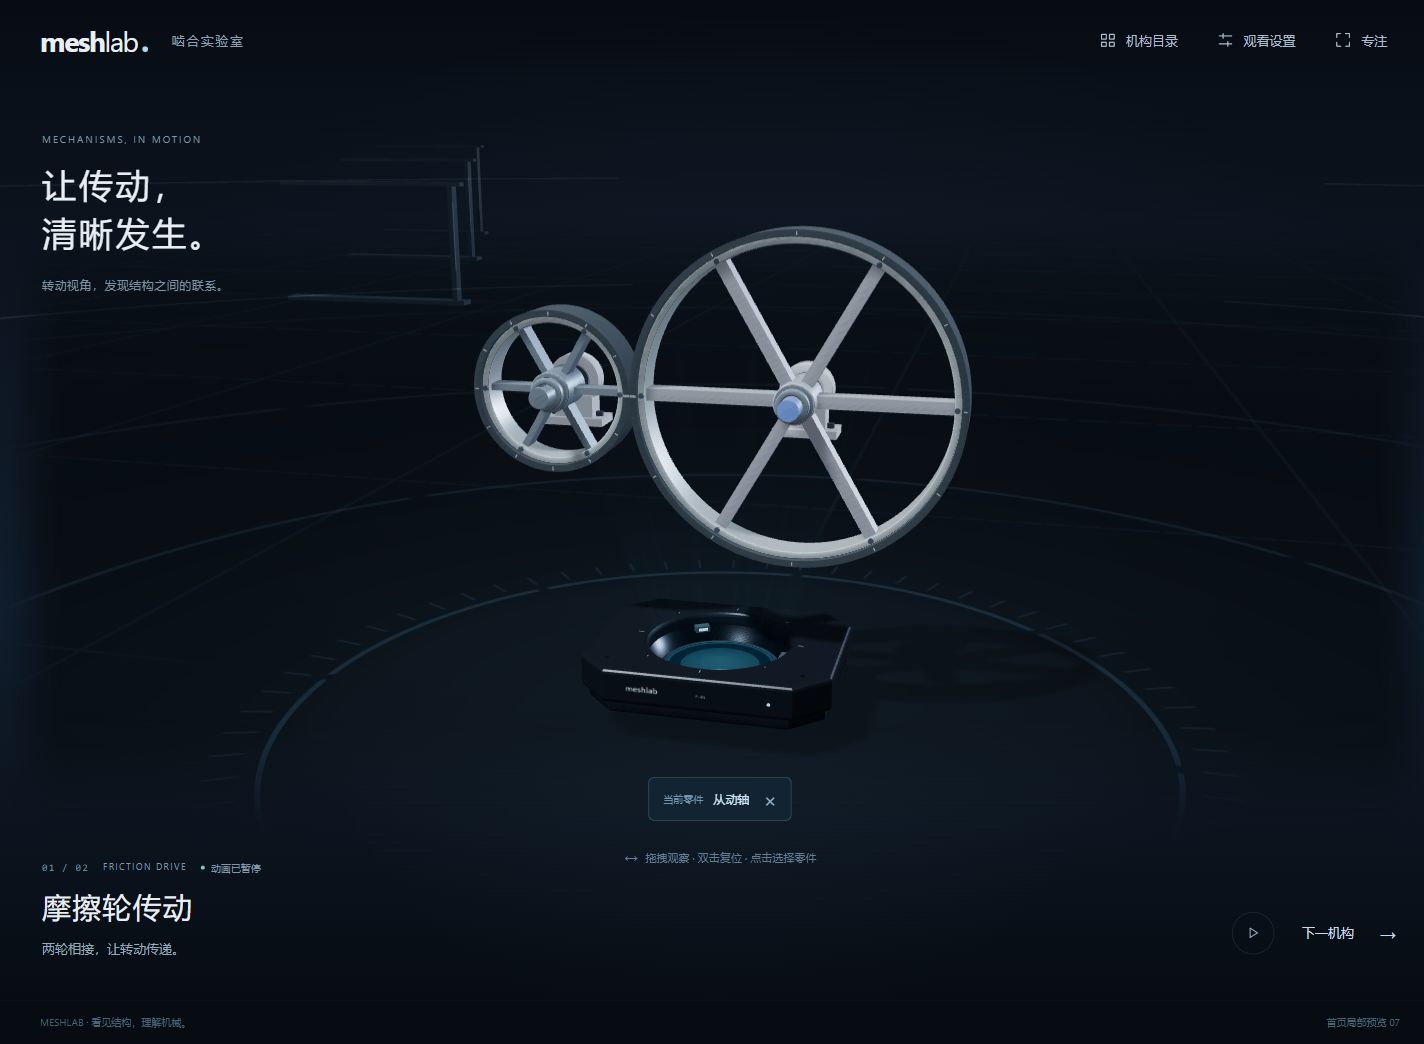 meshlab.
啮合实验室
机构目录
观看设置
专注
MECHANISMS, IN MOTION
让传动，
清晰发生。
转动视角，发现结构之间的联系。
meshlab
当前零件 从动轴 ×
↔ 拖拽观察 · 双击复位 · 点击选择零件
01 / 02 FRICTION DRIVE • 动画已暂停
摩擦轮传动
两轮相接，让转动传递。
下一机构 →
MESHLAB · 看见结构，理解机械。
首页局部预览 07